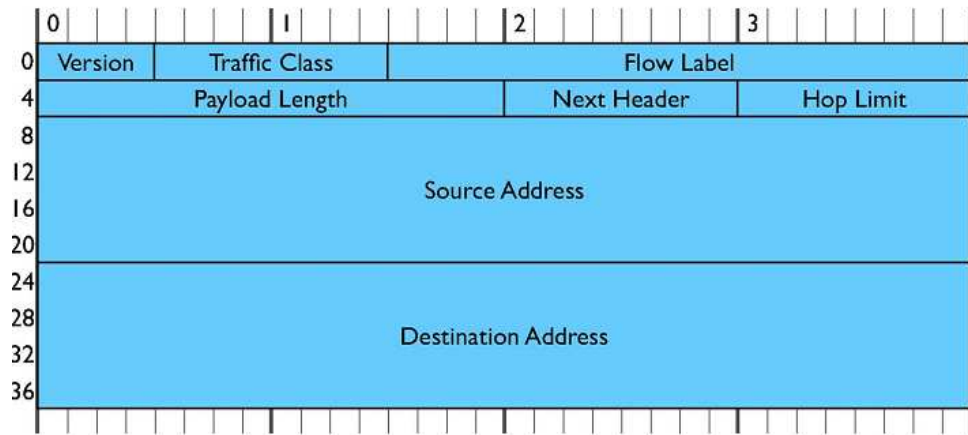 0 1 2 3
0 Version Traffic Class Flow Label
4 Payload Length Next Header Hop Limit
8
12
Source Address
16
20
24
28
Destination Address
32
36